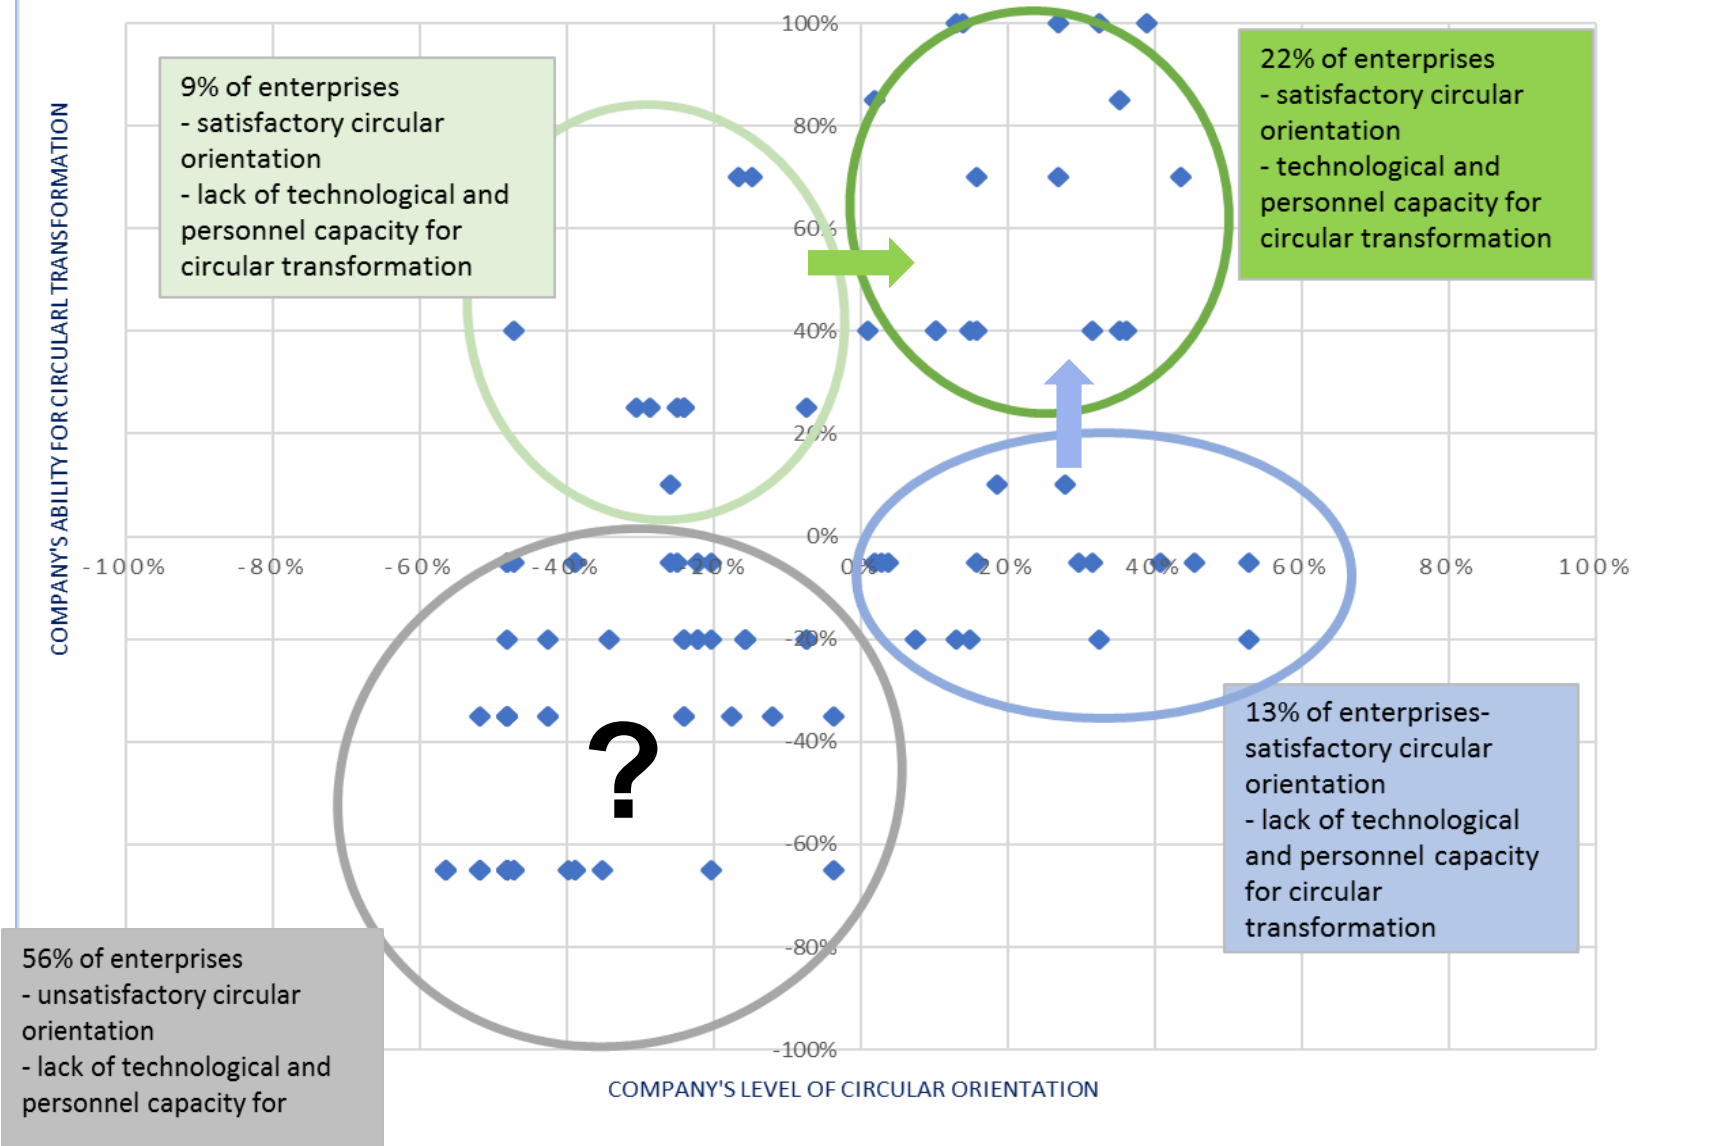 9% of enterprises
- satisfactory circular
orientation
- lack of technological and
personnel capacity for
circular transformation
22% of enterprises
- satisfactory circular
orientation
- technological and
personnel capacity for
circular transformation
COMPANY'S ABILITY FOR CIRCULARL TRANSFORMATION
100%
80%
60%
40%
20%
0%
-100% -80% -60% -40% -20% 0% 20% 40% 60% 80% 100%
-20%
-40%
-60%
-80%
-100%
?
13% of enterprises-
satisfactory circular
orientation
- lack of technological
and personnel capacity
for circular
transformation
56% of enterprises
- unsatisfactory circular
orientation
- lack of technological and
personnel capacity for
COMPANY'S LEVEL OF CIRCULAR ORIENTATION